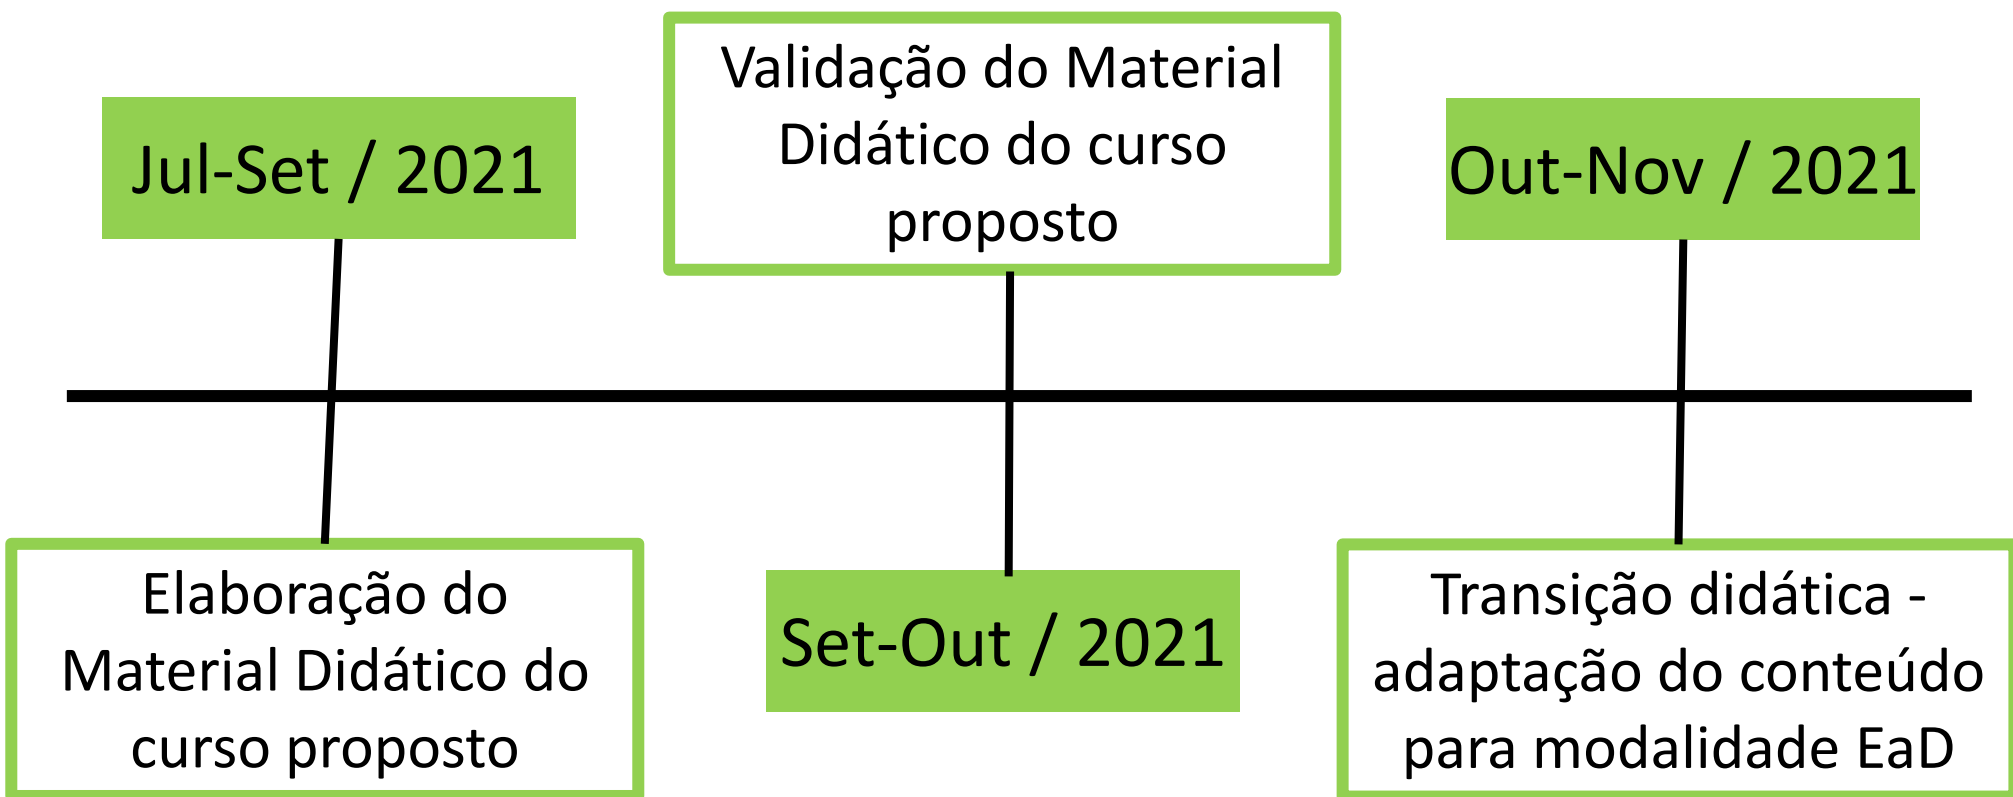 Jul-Set / 2021
Elaboração do
Material Didático do
curso proposto
Validação do Material
Didático do curso
proposto
Set-Out / 2021
Out-Nov / 2021
Transição didática -
adaptação do conteúdo
para modalidade EaD